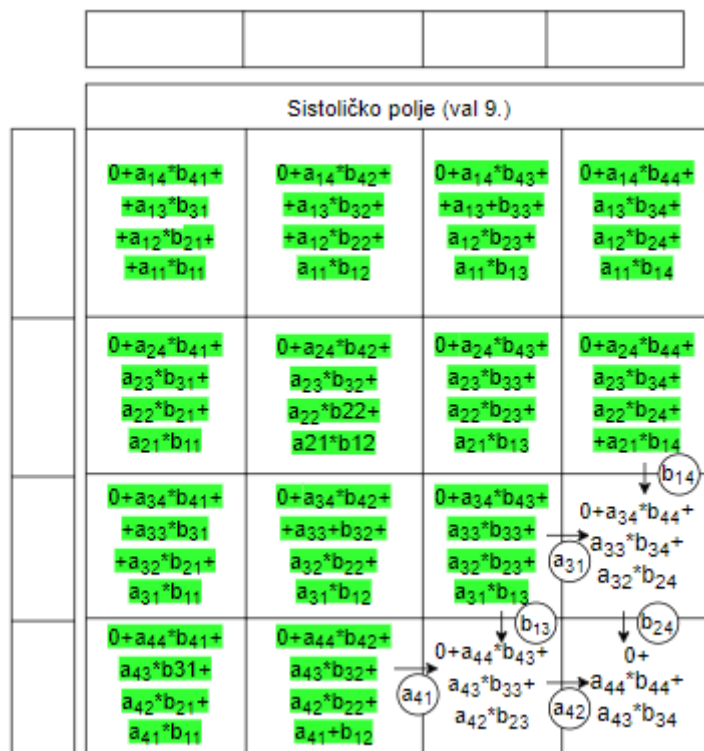 Sistoličko polje (val 9.)
0+a₁₄*b₄₁+
+a₁₃*b₃₁
+a₁₂*b₂₁+
+a₁₁*b₁₁
0+a₁₄*b₄₂+
+a₁₃*b₃₂+
+a₁₂*b₂₂+
a₁₁*b₁₂
0+a₁₄*b₄₃+
+a₁₃+b₃₃+
a₁₂*b₂₃+
a₁₁*b₁₃
0+a₁₄*b₄₄+
a₁₃*b₃₄+
a₁₂*b₂₄+
a₁₁*b₁₄
0+a₂₄*b₄₁+
a₂₃*b₃₁+
a₂₂*b₂₁+
a₂₁*b₁₁
0+a₂₄*b₄₂+
a₂₃*b₃₂+
a₂₂*b22+
a21*b12
0+a₂₄*b₄₃+
a₂₃*b₃₃+
a₂₂*b₂₃+
a₂₁*b₁₃
0+a₂₄*b₄₄+
a₂₃*b₃₄+
a₂₂*b₂₄+
+a₂₁*b₁₄
b₁₄
0+a₃₄*b₄₁+
+a₃₃*b₃₁
+a₃₂*b₂₁+
a₃₁*b₁₁
0+a₃₄*b₄₂+
+a₃₃+b₃₂+
a₃₂*b₂₂+
a₃₁*b₁₂
0+a₃₄*b₄₃+
a₃₃*b₃₃+
a₃₂*b₂₃+
a₃₁*b₁₃
a₃₁
0+a₃₄*b₄₄+
a₃₃*b₃₄+
a₃₂*b₂₄
b₁₃
b₂₄
0+a₄₄*b₄₁+
a₄₃*b31+
a₄₂*b₂₁+
a₄₁*b₁₁
0+a₄₄*b₄₂+
a₄₃*b₃₂+
a₄₂*b₂₂+
a₄₁+b₁₂
a₄₁
0+a₄₄*b₄₃+
a₄₃*b₃₃+
a₄₂*b₂₃
a₄₂
0+
a₄₄*b₄₄+
a₄₃*b₃₄